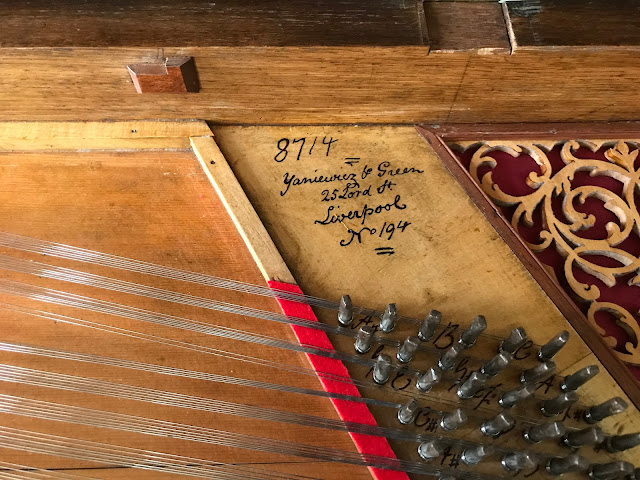 8714
Yaniewicz & Green
25 Lord St
Liverpool
No 194
A#
B
C
A
E
F
C#
F#